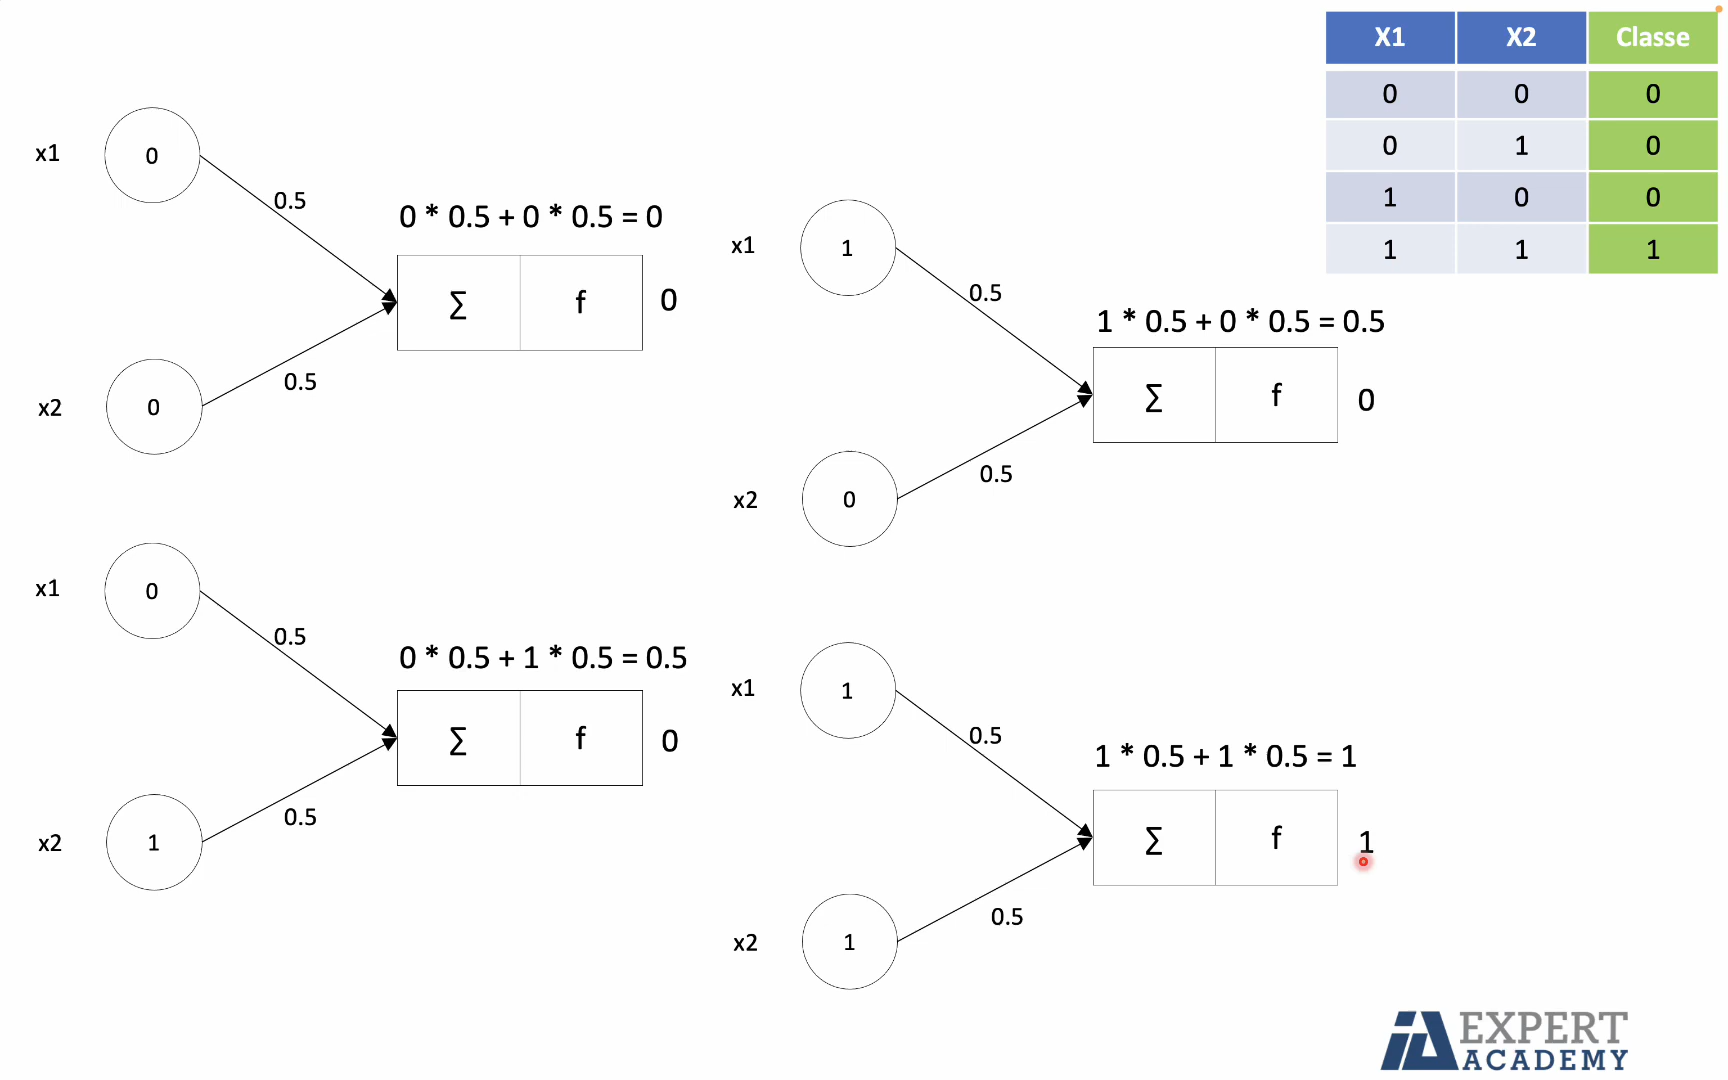 X1 X2 Classe
0 0 0
0 1 0
1 0 0
1 1 1
x1 0
0.5
0 * 0.5 + 0 * 0.5 = 0
∑ f 0
0.5
x2 0
x1 1
0.5
1 * 0.5 + 0 * 0.5 = 0.5
∑ f 0
0.5
x2 0
x1 0
0.5
0 * 0.5 + 1 * 0.5 = 0.5
∑ f 0
0.5
x2 1
x1 1
0.5
1 * 0.5 + 1 * 0.5 = 1
∑ f 1
0.5
x2 1
IA EXPERT
ACADEMY